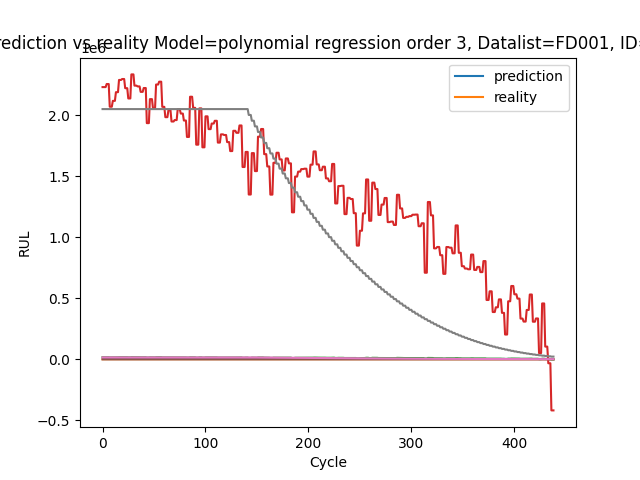 rediction vs reality Model=polynomial regression order 3, Datalist=FD001, ID=
1e6
prediction
reality
2.0
1.5
1.0
0.5
0.0
−0.5
RUL
0 100 200 300 400
Cycle